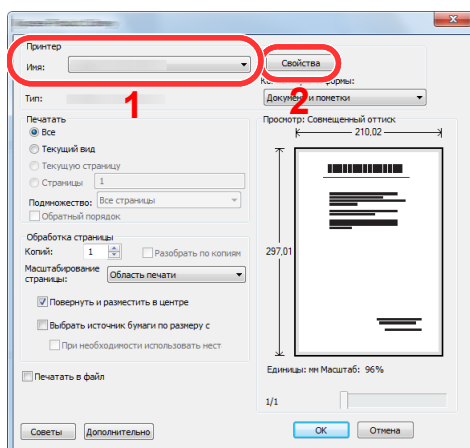 Принтер
Имя:
Свойства
1
2
Тип:
формы:
Документ и пометки
Печатать
Все
Текущий вид
Текущую страницу
Страницы 1
Подмножество: Все страницы
Обратный порядок
Просмотр: Совмещенный оттиск
210,02
297,01
Обработка страницы
Копий: 1
Разобрать по копиям
Масштабирование
страницы:
Область печати
Повернуть и разместить в центре
Выбрать источник бумаги по размеру с
При необходимости использовать нест
Печатать в файл
Единицы: мм Масштаб: 96%
1/1
Советы
Дополнительно
OK
Отмена